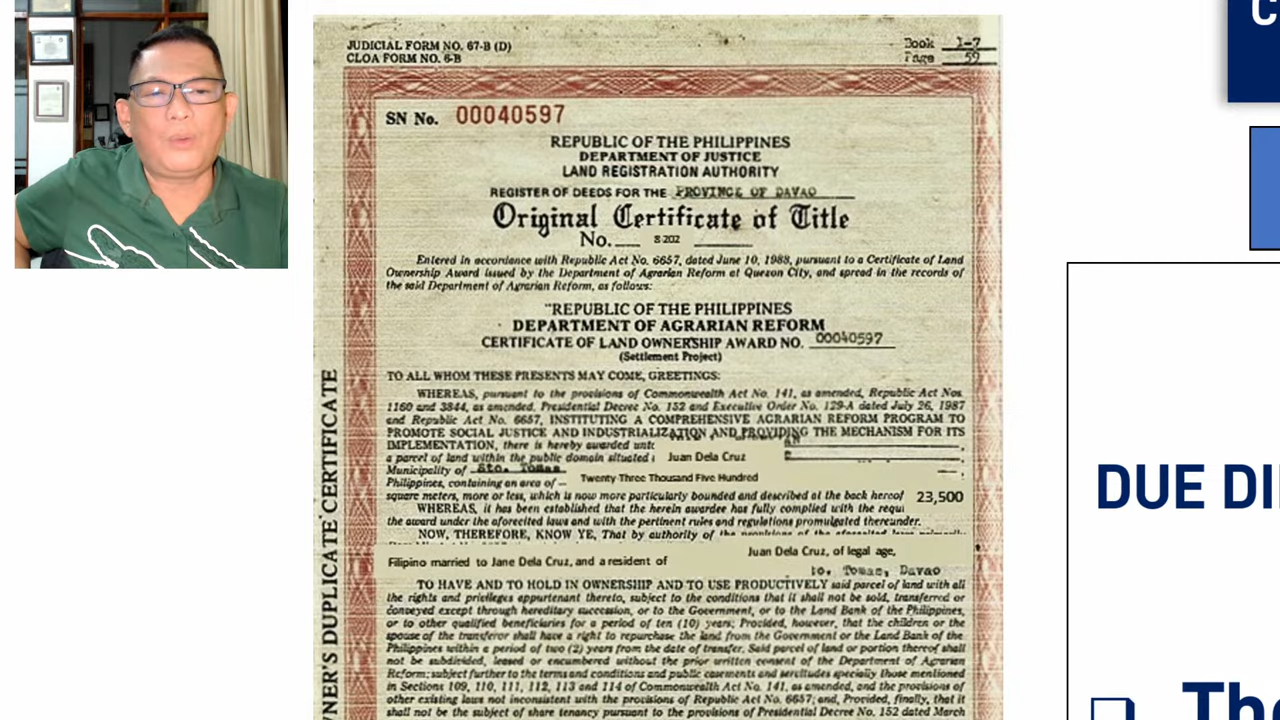 JUDICIAL FORM NO. 67-B (D)
CLOA FORM NO. 6-B
Book 1-7
Page 59
SN No. 00040597
REPUBLIC OF THE PHILIPPINES
DEPARTMENT OF JUSTICE
LAND REGISTRATION AUTHORITY
REGISTER OF DEEDS FOR THE PROVINCE OF DAVAO
Original Certificate of Title
No. S-202
Entered in accordance with Republic Act No. 6657, dated June 10, 1988, pursuant to a Certificate of Land
Ownership Award issued by the Department of Agrarian Reform at Quezon City, and spread in the records of
the said Department of Agrarian Reform, as follows:
"REPUBLIC OF THE PHILIPPINES
DEPARTMENT OF AGRARIAN REFORM
CERTIFICATE OF LAND OWNERSHIP AWARD NO. 00040597
(Settlement Project)
TO ALL WHOM THESE PRESENTS MAY COME, GREETINGS:
WHEREAS, pursuant to the provisions of Commonwealth Act No. 141, as amended, Republic Act Nos.
1160 and 3844, as amended, Presidential Decree No. 152 and Executive Order No. 129-A dated July 26, 1987
and Republic Act No. 6657, INSTITUTING A COMPREHENSIVE AGRARIAN REFORM PROGRAM TO
PROMOTE SOCIAL JUSTICE AND INDUSTRIALIZATION AND PROVIDING THE MECHANISM FOR ITS
IMPLEMENTATION, there is hereby awarded unto
a parcel of land within the public domain situated Juan Dela Cruz
Municipality of Sto. Tomas
Philippines, containing an area of Twenty Three Thousand Five Hundred
square meters, more or less, which is now more particularly bounded and described at the back hereof 23,500
WHEREAS, it has been established that the herein awardee has fully complied with the requi
the award under the aforecited laws and with the pertinent rules and regulations promulgated thereunder.
NOW, THEREFORE, KNOW YE, That by authority of the provisions of the aforesaid laws
Juan Dela Cruz, of legal age,
Filipino married to Jane Dela Cruz, and a resident of
to. Tomas, Davao
TO HAVE AND TO HOLD IN OWNERSHIP AND TO USE PRODUCTIVELY said parcel of land with all
the rights and privileges appurtenant thereto, subject to the conditions that it shall not be sold, transferred or
conveyed except through hereditary succession, or to the Government, or to the Land Bank of the Philippines,
or to other qualified beneficiaries for a period of ten (10) years; Provided, however, that the children or the
spouse of the transferor shall have a right to repurchase the land from the Government or the Land Bank of the
Philippines within a period of two (2) years from the date of transfer. Said parcel of land or portion thereof shall
not be subdivided, leased or encumbered without the prior written consent of the Department of Agrarian
Reform; subject further to the terms and conditions and public easements and servitudes specially those mentioned
in Sections 109, 110, 111, 112, 113 and 114 of Commonwealth Act No. 141, as amended, and the provisions of
other existing laws not inconsistent with the provisions of Republic Act No. 6657; and, Provided, finally, that it
shall not be the subject of share tenancy pursuant to the provisions of Presidential Decree No. 152 dated March
WNER'S DUPLICATE CERTIFICATE
C
DUE DI
Th